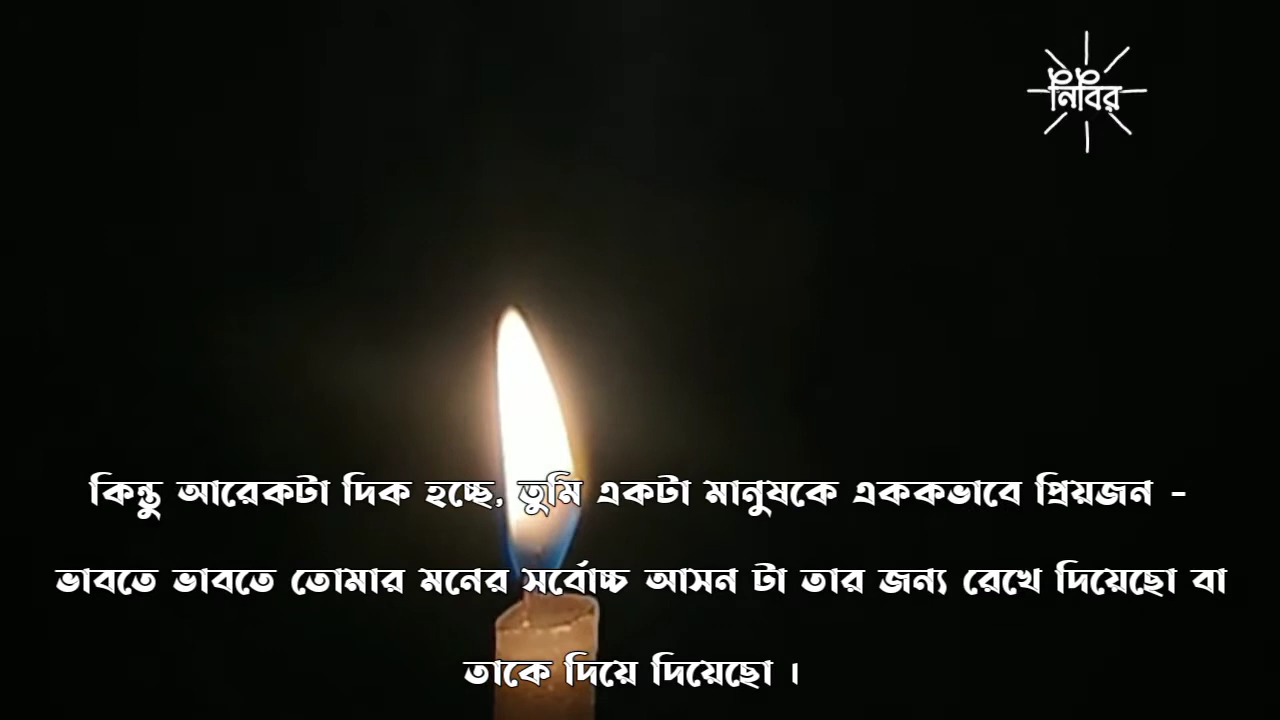 নিবির
কিন্তু আরেকটা দিক হচ্ছে, তুমি একটা মানুষকে এককভাবে প্রিয়জন -
ভাবতে ভাবতে তোমার মনের সর্বোচ্চ আসন টা তার জন্য রেখে দিয়েছো বা
তাকে দিয়ে দিয়েছো ।